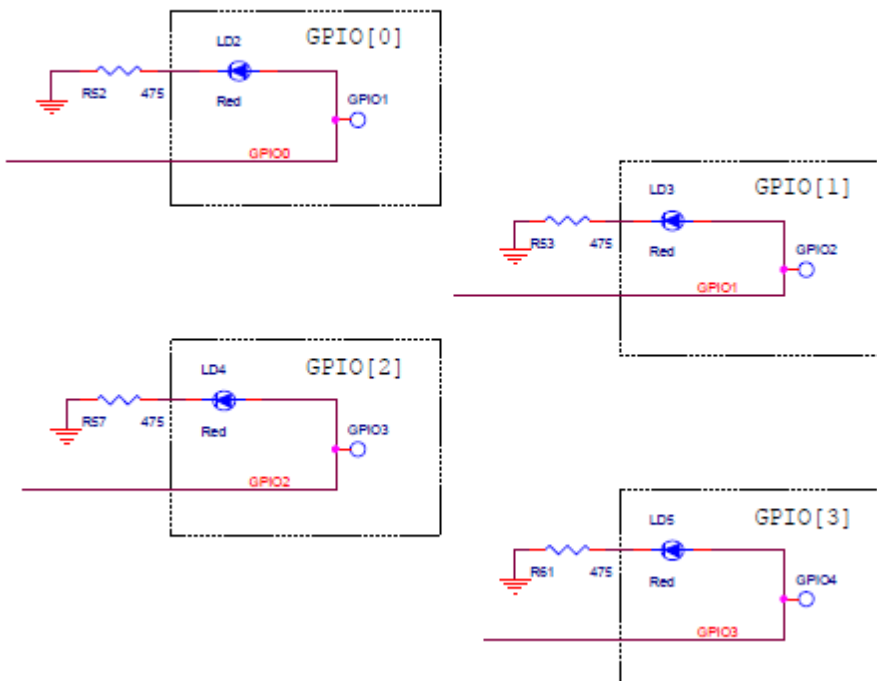 LD2
GPIO[0]
R52
475
Red
GPIO1
GPIO0
LD3
GPIO[1]
R53
475
Red
GPIO2
GPIO1
LD4
GPIO[2]
R57
475
Red
GPIO3
GPIO2
LD5
GPIO[3]
R61
475
Red
GPIO4
GPIO3